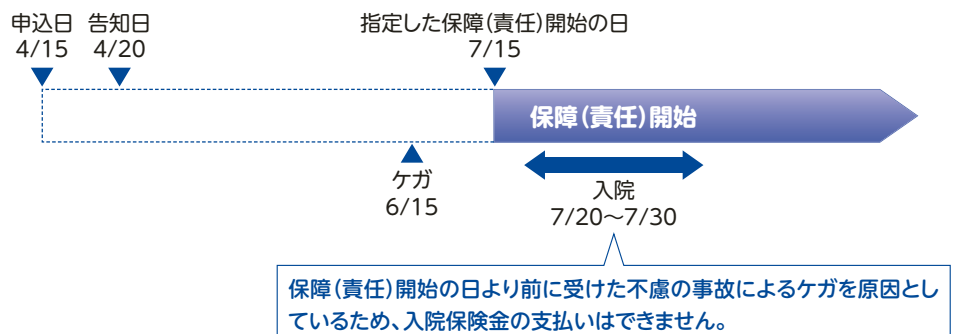 申込日 告知日 指定した保障(責任)開始の日
4/15 4/20 7/15
保障(責任)開始
ケガ
6/15
入院
7/20～7/30
保障(責任)開始の日より前に受けた不慮の事故によるケガを原因とし
ているため、入院保険金の支払いはできません。